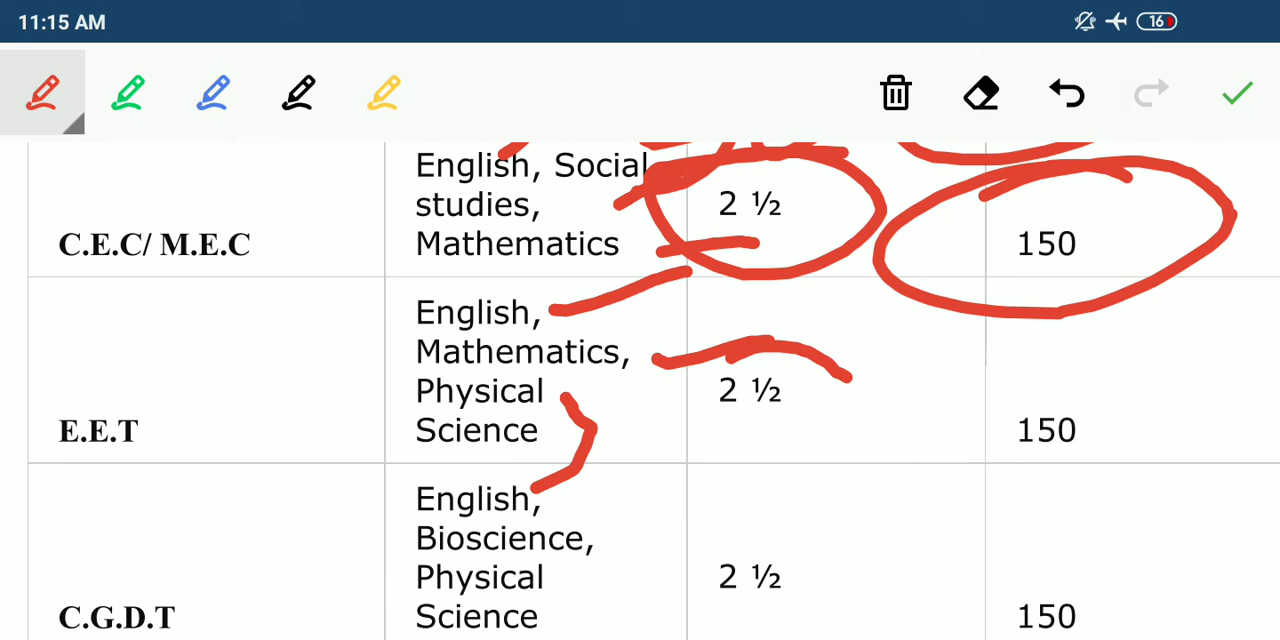 11:15 AM
16
English, Social
studies,
Mathematics
C.E.C/ M.E.C
2 ½
150
English,
Mathematics,
Physical
Science
E.E.T
2 ½
150
English,
Bioscience,
Physical
Science
C.G.D.T
2 ½
150